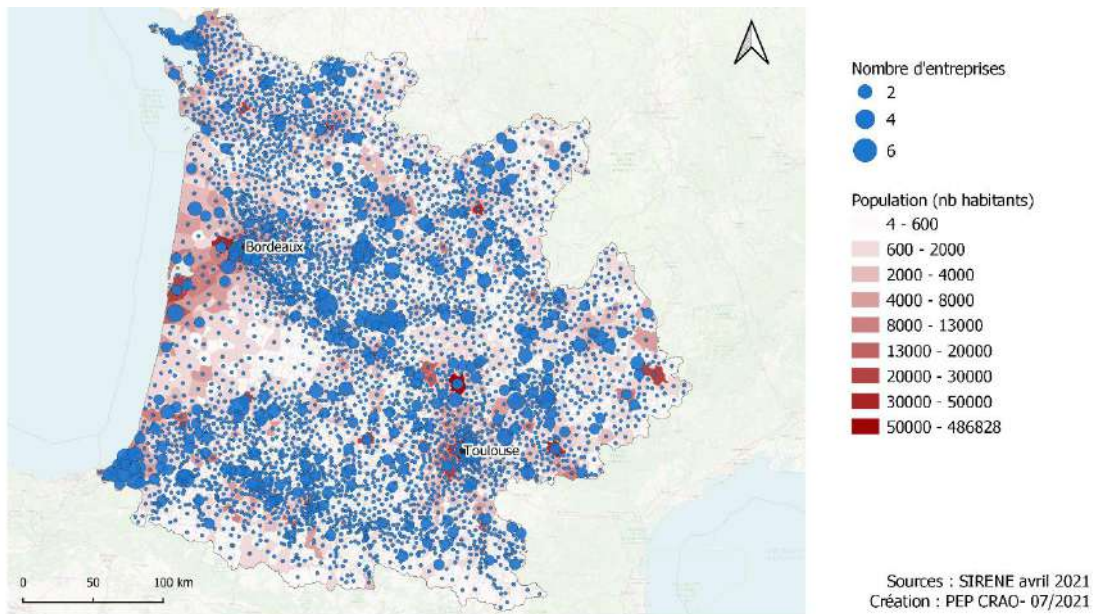 Nombre d'entreprises
2
4
6
Population (nb habitants)
4 - 600
600 - 2000
2000 - 4000
4000 - 8000
8000 - 13000
13000 - 20000
20000 - 30000
30000 - 50000
50000 - 486828
Bordeaux
Toulouse
0 50 100 km
Sources : SIRENE avril 2021
Création : PEP CRAO- 07/2021